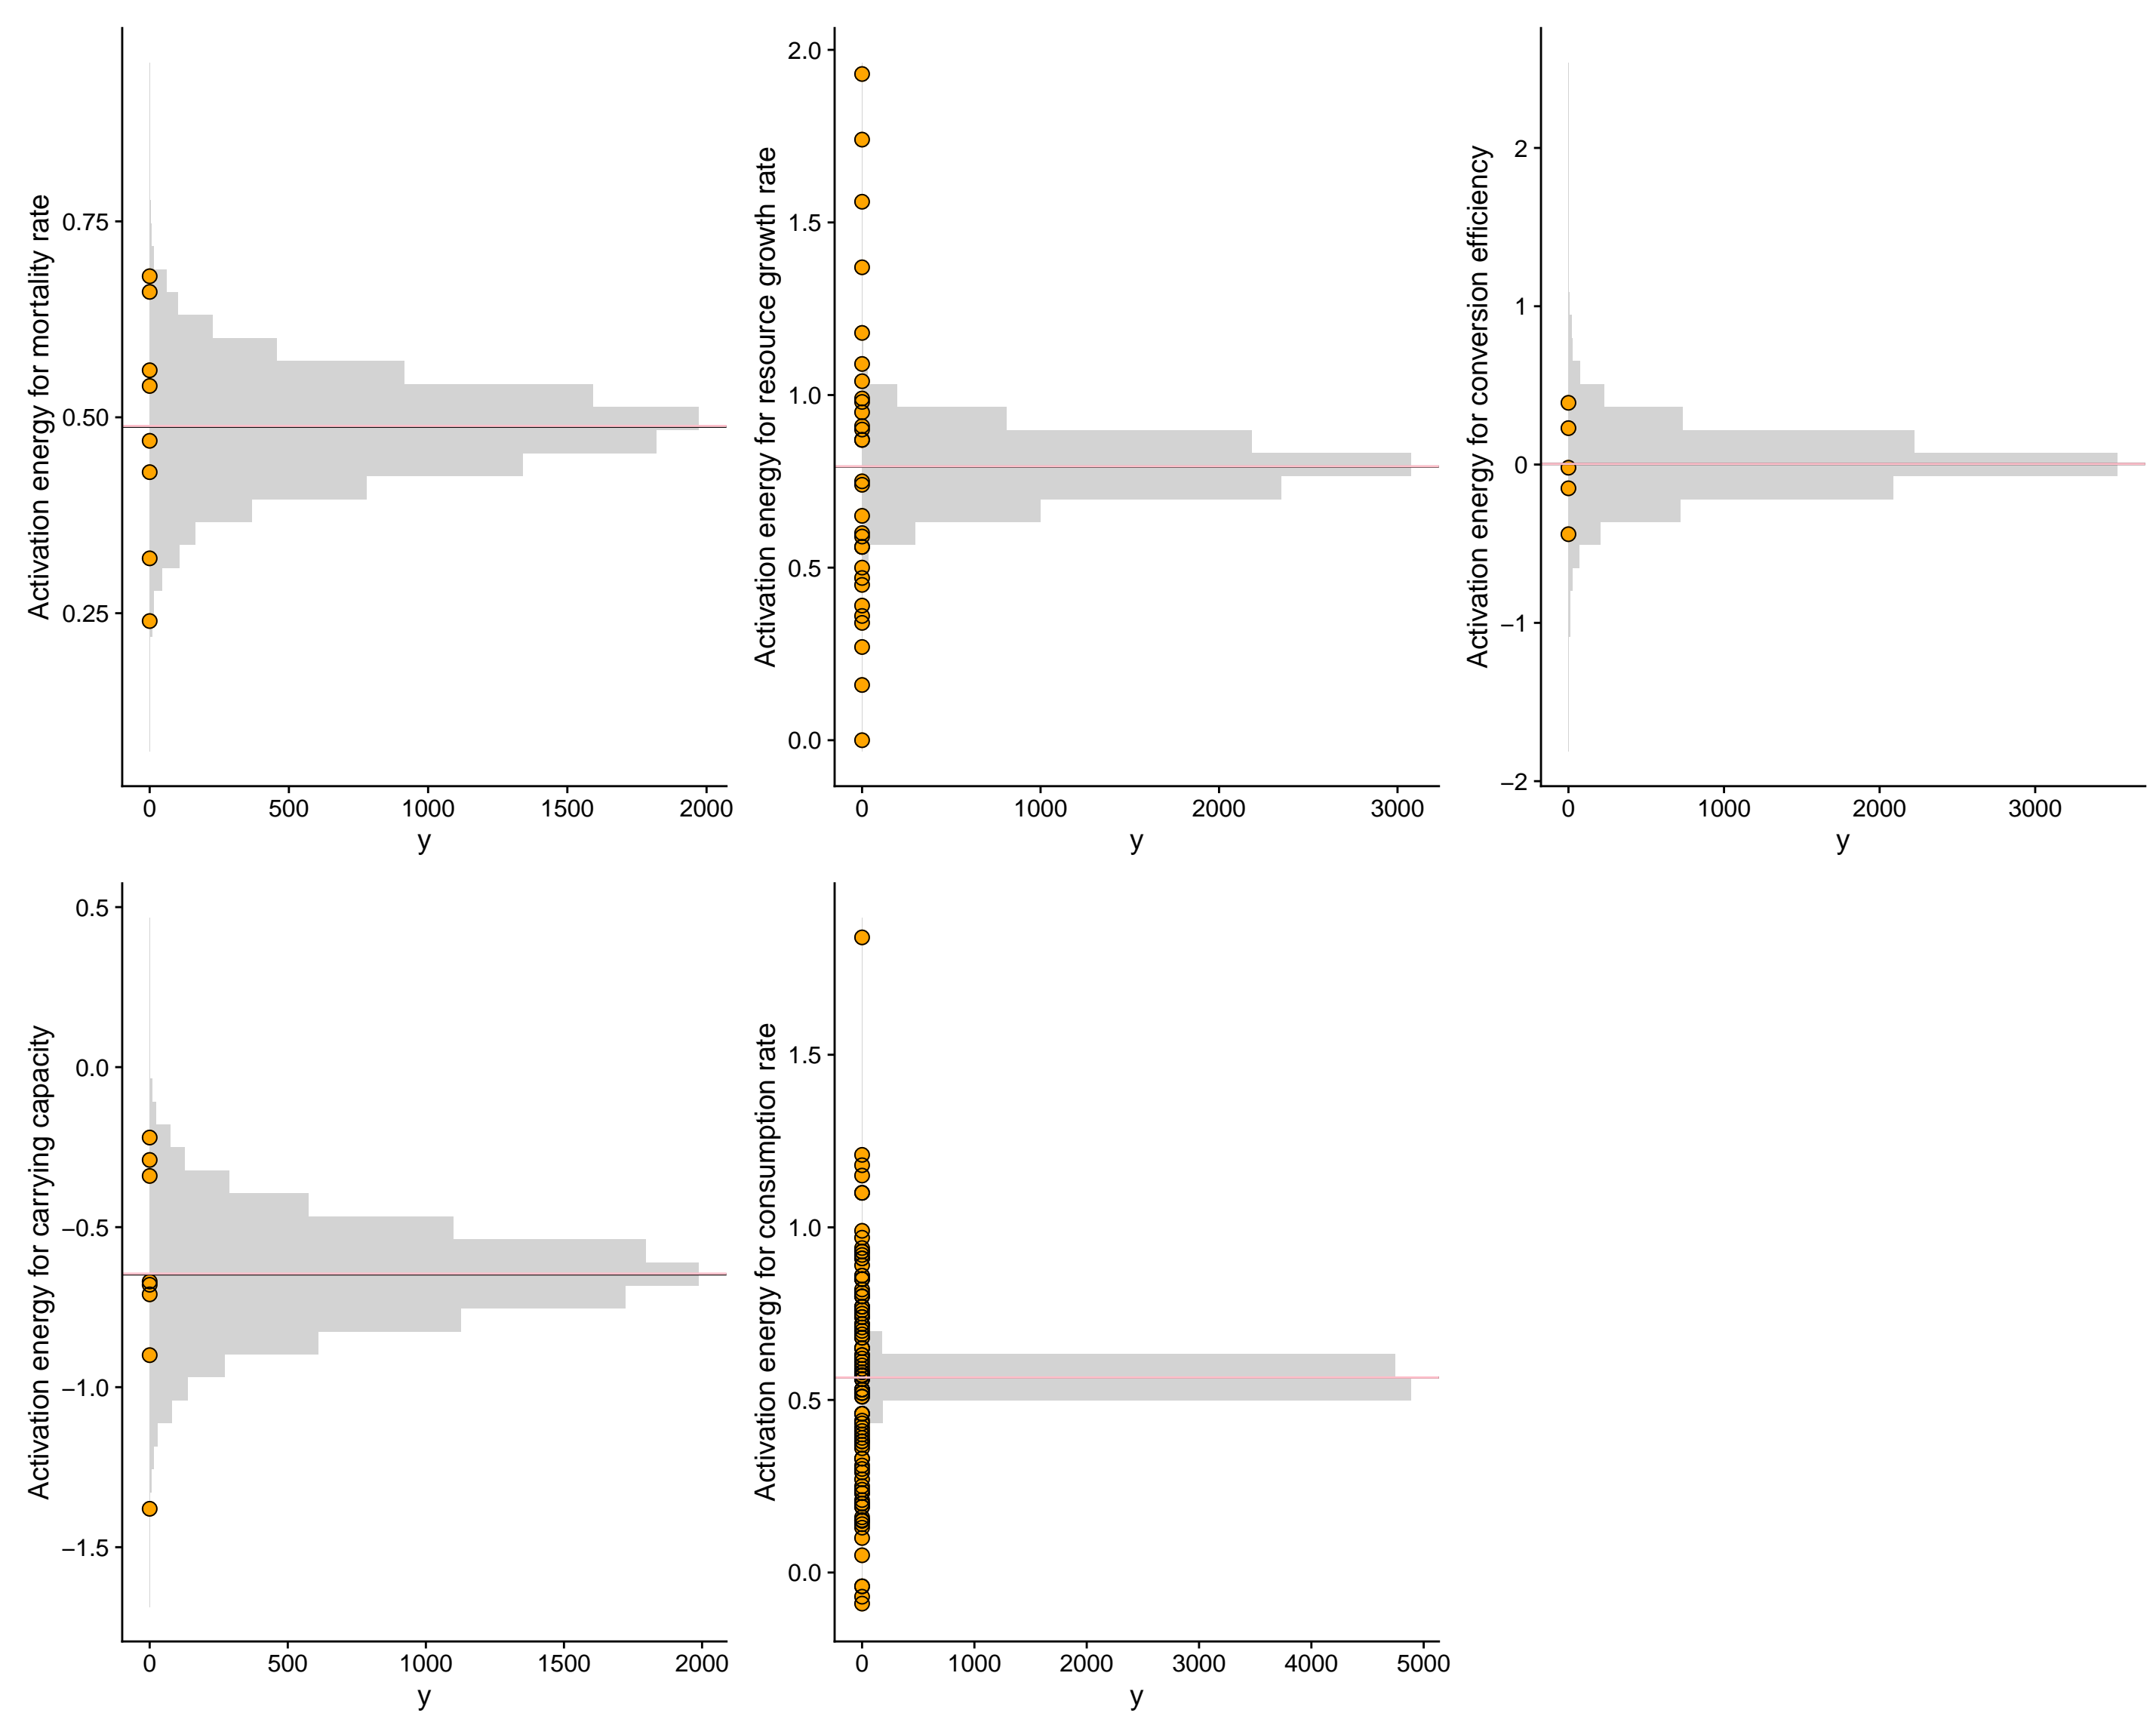 Activation energy for mortality rate
0.75
0.50
0.25
0 500 1000 1500 2000
y
Activation energy for resource growth rate
2.0
1.5
1.0
0.5
0.0
0 1000 2000 3000
y
Activation energy for conversion efficiency
2
1
0
−1
−2
0 1000 2000 3000
y
Activation energy for carrying capacity
0.5
0.0
−0.5
−1.0
−1.5
0 500 1000 1500 2000
y
Activation energy for consumption rate
1.5
1.0
0.5
0.0
0 1000 2000 3000 4000 5000
y